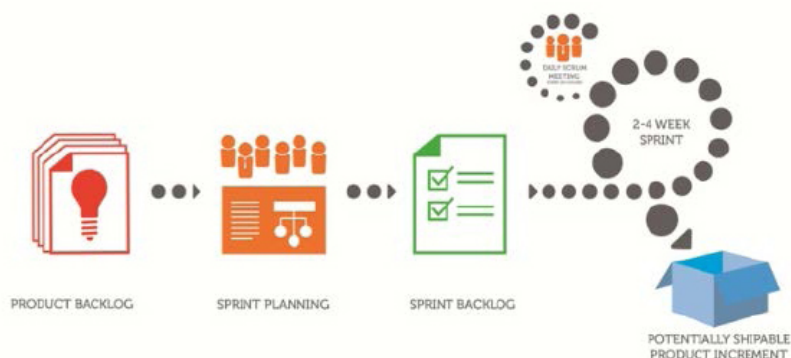 DAILY SCRUM
MEETING
2-4 WEEK
SPRINT
PRODUCT BACKLOG
SPRINT PLANNING
SPRINT BACKLOG
POTENTIALLY SHIPABLE
PRODUCT INCREMENT